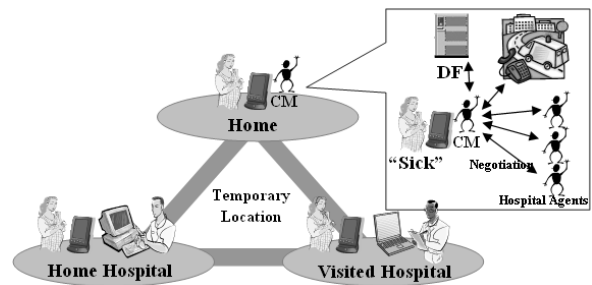 CM
Home
DF
“Sick”
CM
Negotiation
Hospital Agents
Temporary
Location
Home Hospital
Visited Hospital